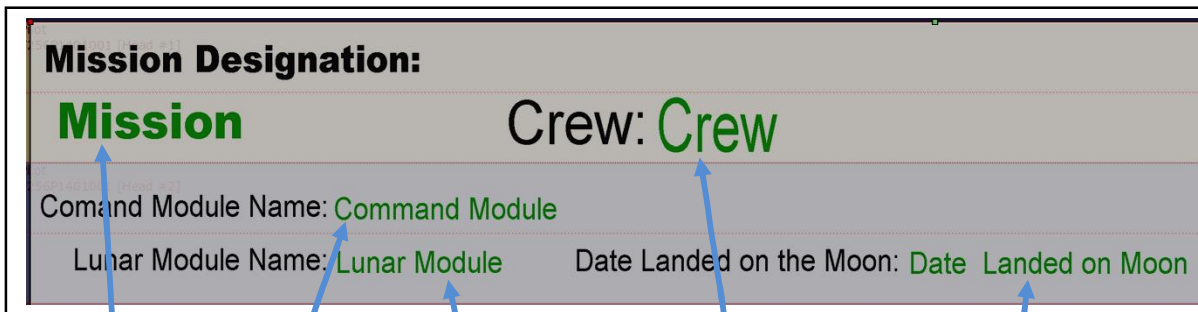 Mission Designation:
Mission Crew: Crew
Comand Module Name: Command Module
Lunar Module Name: Lunar Module Date Landed on the Moon: Date Landed on Moon